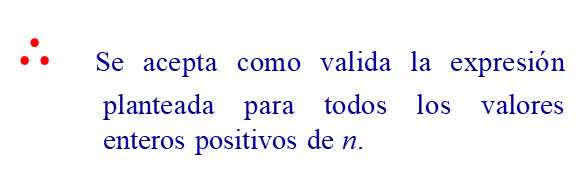 ∴ Se acepta como valida la expresión
planteada para todos los valores
enteros positivos de n.